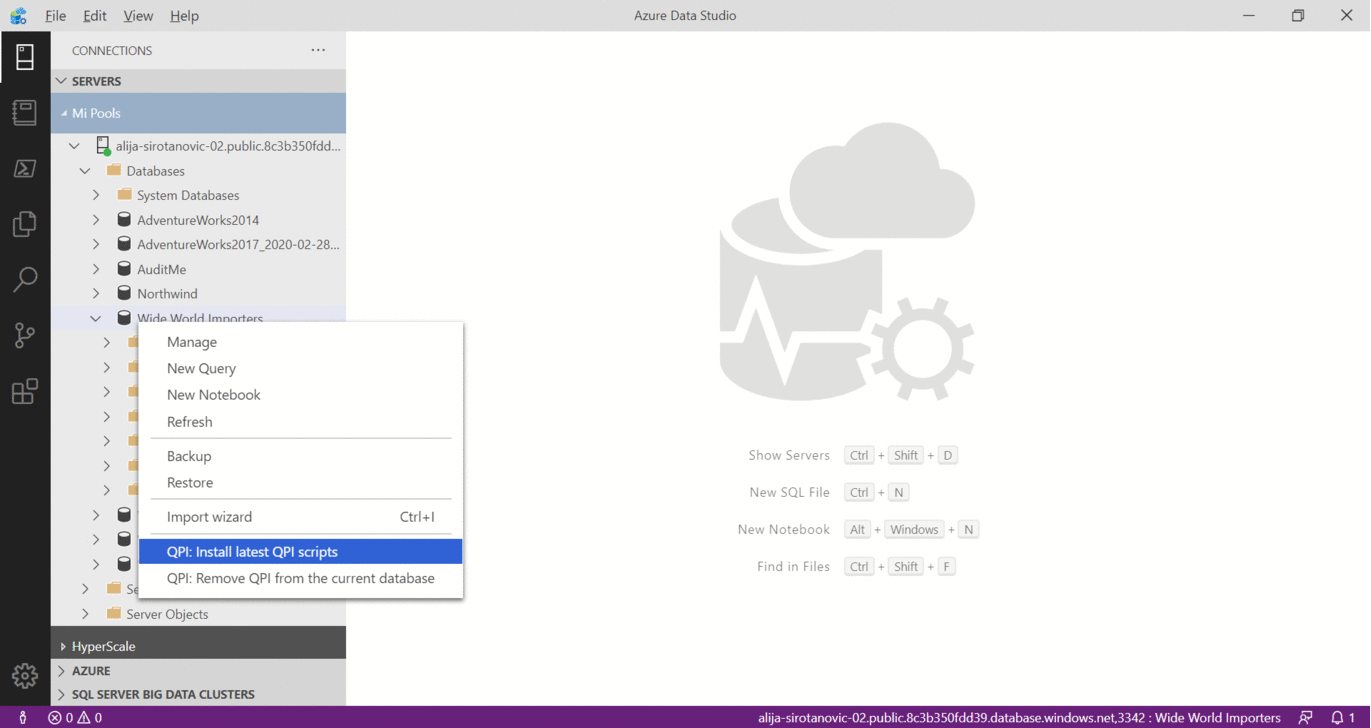 File Edit View Help Azure Data Studio
CONNECTIONS ...
SERVERS
Mi Pools
alija-sirotanovic-02.public.8c3b350fdd...
Databases
System Databases
AdventureWorks2014
AdventureWorks2017_2020-02-28...
AuditMe
Northwind
Wide World Importers
Manage
New Query
New Notebook
Refresh
Backup
Restore
Import wizard Ctrl+I
QPI: Install latest QPI scripts
QPI: Remove QPI from the current database
Server Objects
HyperScale
AZURE
SQL SERVER BIG DATA CLUSTERS
Show Servers Ctrl + Shift + D
New SQL File Ctrl + N
New Notebook Alt + Windows + N
Find in Files Ctrl + Shift + F
0 0 alija-sirotanovic-02.public.8c3b350fdd39.database.windows.net,3342 : Wide World Importers 1